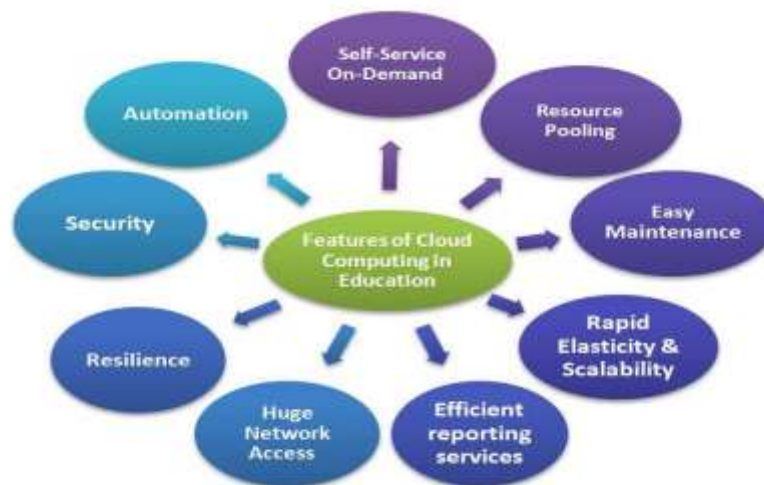 Self-Service
On-Demand
Resource
Pooling
Easy
Maintenance
Rapid
Elasticity &
Scalability
Efficient
reporting
services
Huge
Network
Access
Resilience
Security
Automation
Features of Cloud
Computing in
Education